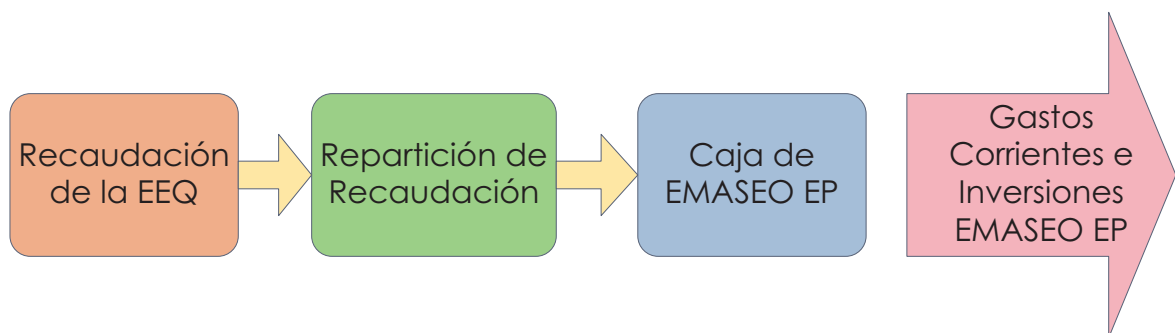 Recaudación
de la EEQ
Repartición de
Recaudación
Caja de
EMASEO EP
Gastos
Corrientes e
Inversiones
EMASEO EP